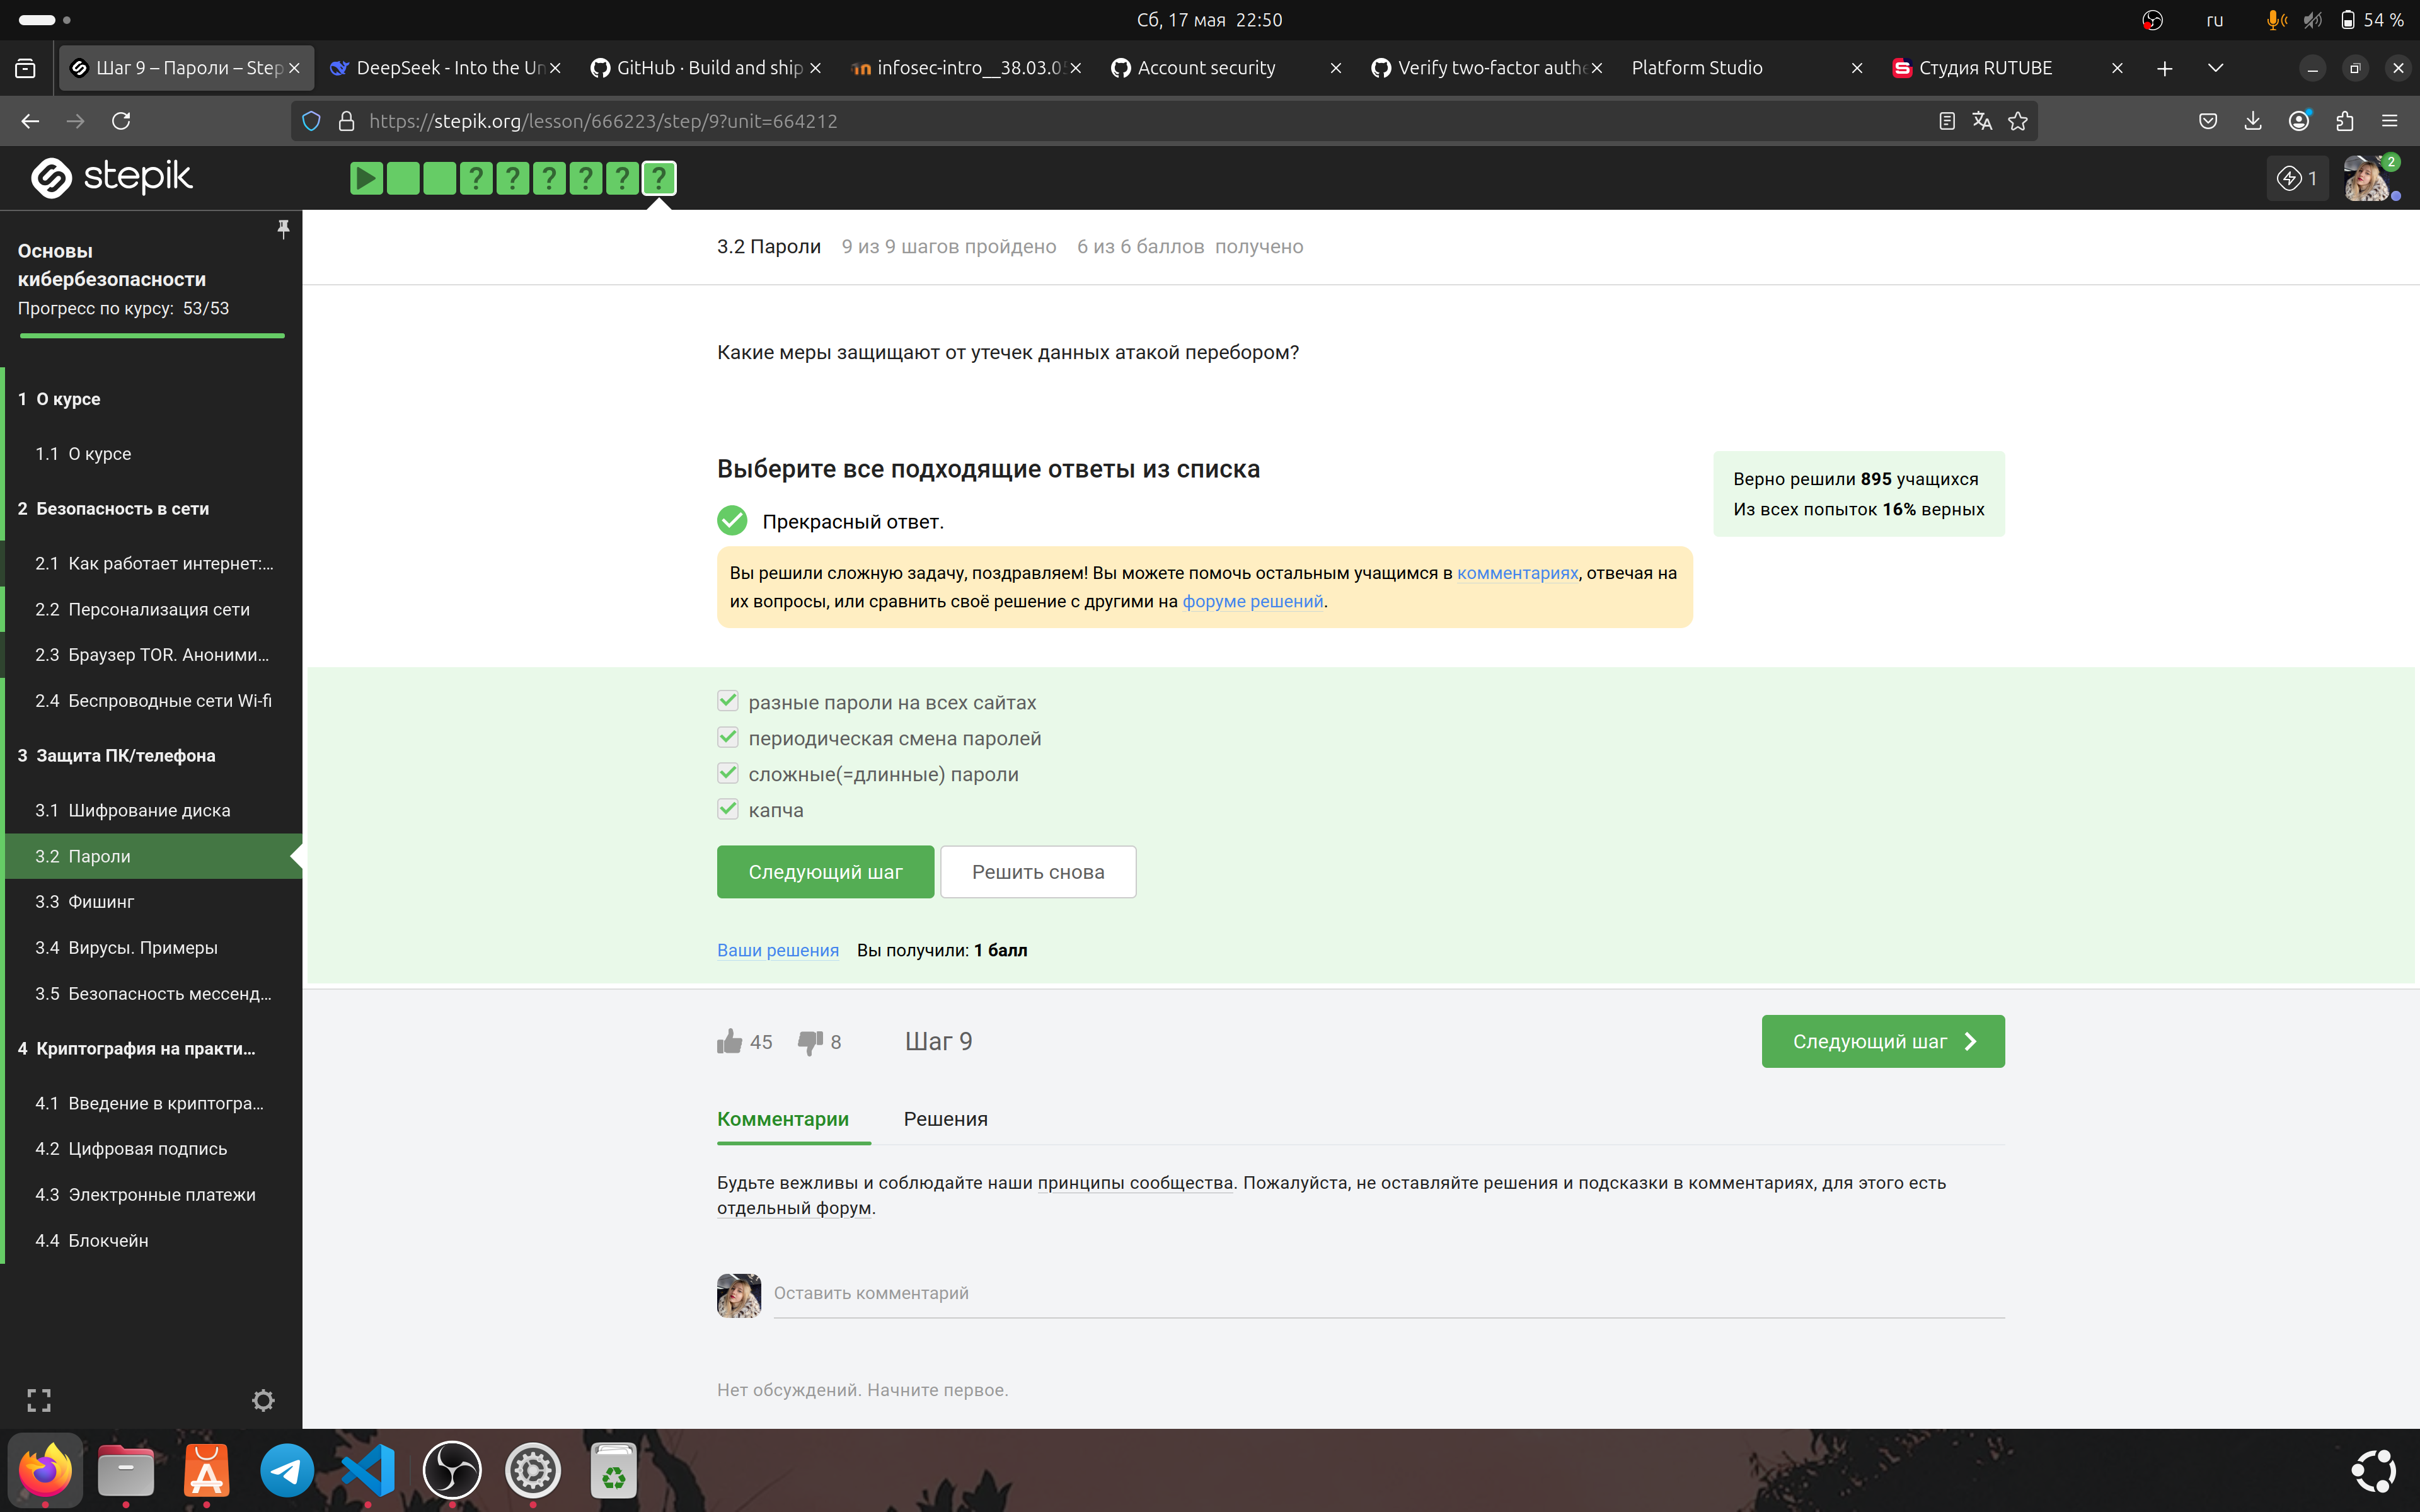 Сб, 17 мая 22:50
ru
54 %
Шаг 9 – Пароли – Step
DeepSeek - Into the Un
GitHub · Build and ship
infosec-intro__38.03.0
Account security
Verify two-factor authe
Platform Studio
Студия RUTUBE
https://stepik.org/lesson/666223/step/9?unit=664212
stepik
1
2
Основы
кибербезопасности
Прогресс по курсу: 53/53
1 О курсе
1.1 О курсе
2 Безопасность в сети
2.1 Как работает интернет:...
2.2 Персонализация сети
2.3 Браузер TOR. Аноними...
2.4 Беспроводные сети Wi-fi
3 Защита ПК/телефона
3.1 Шифрование диска
3.2 Пароли
3.3 Фишинг
3.4 Вирусы. Примеры
3.5 Безопасность мессенд...
4 Криптография на практи...
4.1 Введение в криптогра...
4.2 Цифровая подпись
4.3 Электронные платежи
4.4 Блокчейн
3.2 Пароли 9 из 9 шагов пройдено 6 из 6 баллов получено
Какие меры защищают от утечек данных атакой перебором?
Выберите все подходящие ответы из списка
Прекрасный ответ.
Верно решили 895 учащихся
Из всех попыток 16% верных
Вы решили сложную задачу, поздравляем! Вы можете помочь остальным учащимся в комментариях, отвечая на
их вопросы, или сравнить своё решение с другими на форуме решений.
разные пароли на всех сайтах
периодическая смена паролей
сложные(=длинные) пароли
капча
Следующий шаг
Решить снова
Ваши решения Вы получили: 1 балл
45
8
Шаг 9
Следующий шаг
Комментарии
Решения
Будьте вежливы и соблюдайте наши принципы сообщества. Пожалуйста, не оставляйте решения и подсказки в комментариях, для этого есть
отдельный форум.
Оставить комментарий
Нет обсуждений. Начните первое.